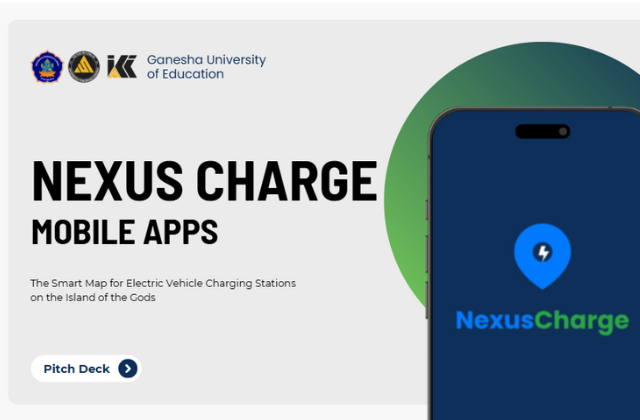 Ganesha University
of Education
NEXUS CHARGE
MOBILE APPS
The Smart Map for Electric Vehicle Charging Stations
on the Island of the Gods
Pitch Deck
NexusCharge